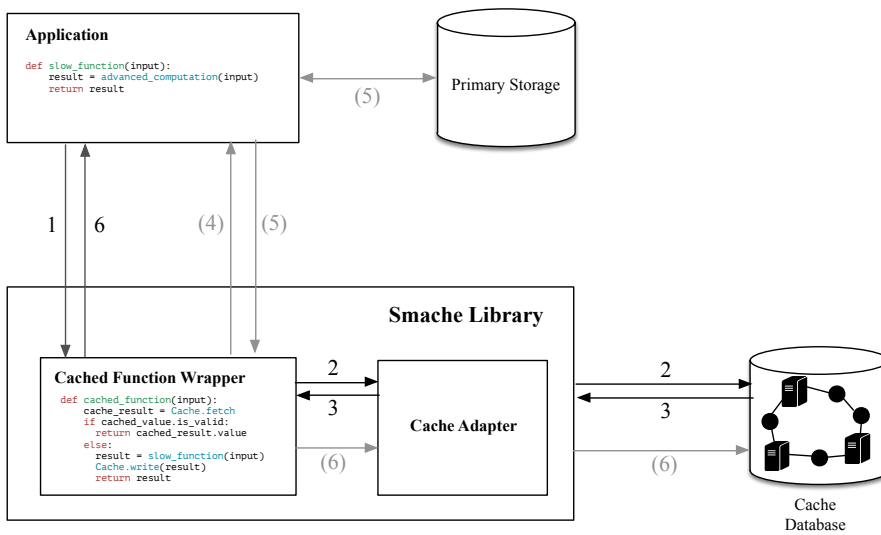 Application
def slow_function(input):
result = advanced_computation(input)
return result
Primary Storage
(5)
1
6
(4)
(5)
Smache Library
Cached Function Wrapper
def cached_function(input):
cache_result = Cache.fetch
if cached_value.is_valid:
return cached_result.value
else:
result = slow_function(input)
Cache.write(result)
return result
2
3
(6)
Cache Adapter
2
3
(6)
Cache
Database